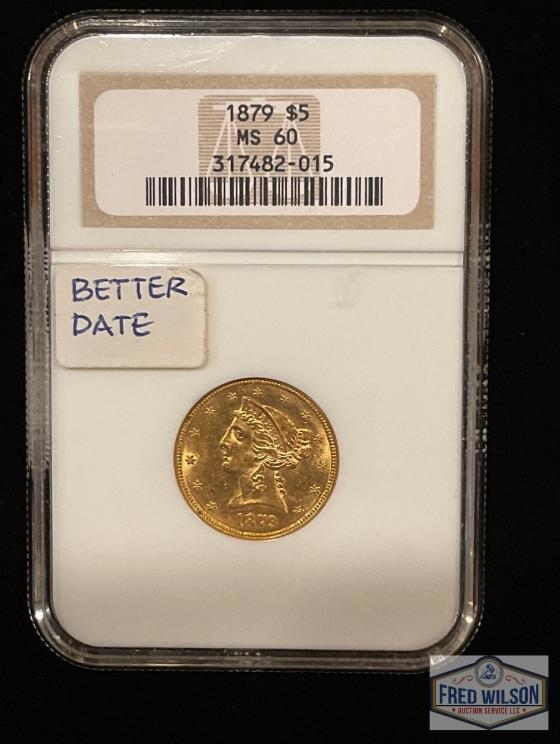 1879 $5
MS 60
317482-015
BETTER
DATE
1879
FRED WILSON
AUCTION SERVICE LLC